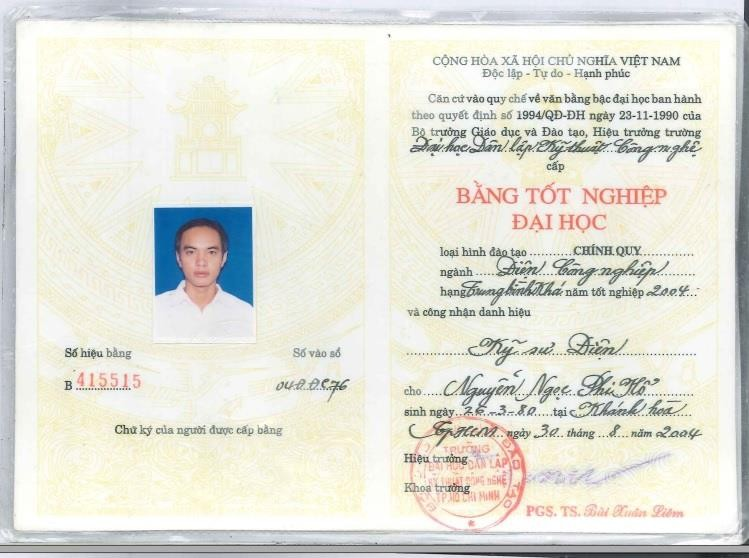 Số hiệu bằng
Số vào sổ
B 415515
Chữ ký của người được cấp bằng
CỘNG HÒA XÃ HỘI CHỦ NGHĨA VIỆT NAM
Độc lập - Tự do - Hạnh phúc
Căn cứ vào quy chế về văn bằng bậc đại học ban hành
theo quyết định số 1994/QĐ-ĐH ngày 23-11-1990 của
Bộ trưởng Giáo dục và Đào tạo, Hiệu trưởng trường
Đại học Dân lập Kỹ thuật Công nghệ
cấp
BẰNG TỐT NGHIỆP
ĐẠI HỌC
loại hình đào tạo CHÍNH QUY
ngành Điện Công nghiệp
hạng Trung bình Khá năm tốt nghiệp 2004
và công nhận danh hiệu
Kỹ sư Điện
cho Nguyễn Ngọc Phi Hổ
sinh ngày 26-3-80 tại Khánh hòa
Tp.HCM ngày 30 tháng 8 năm 2004
Hiệu trưởng
Khoa trưởng
TRƯỜNG
ĐẠI HỌC DÂN LẬP
KỸ THUẬT CÔNG NGHỆ
TP.HỒ CHÍ MINH
PGS. TS. Bùi Xuân Liêm